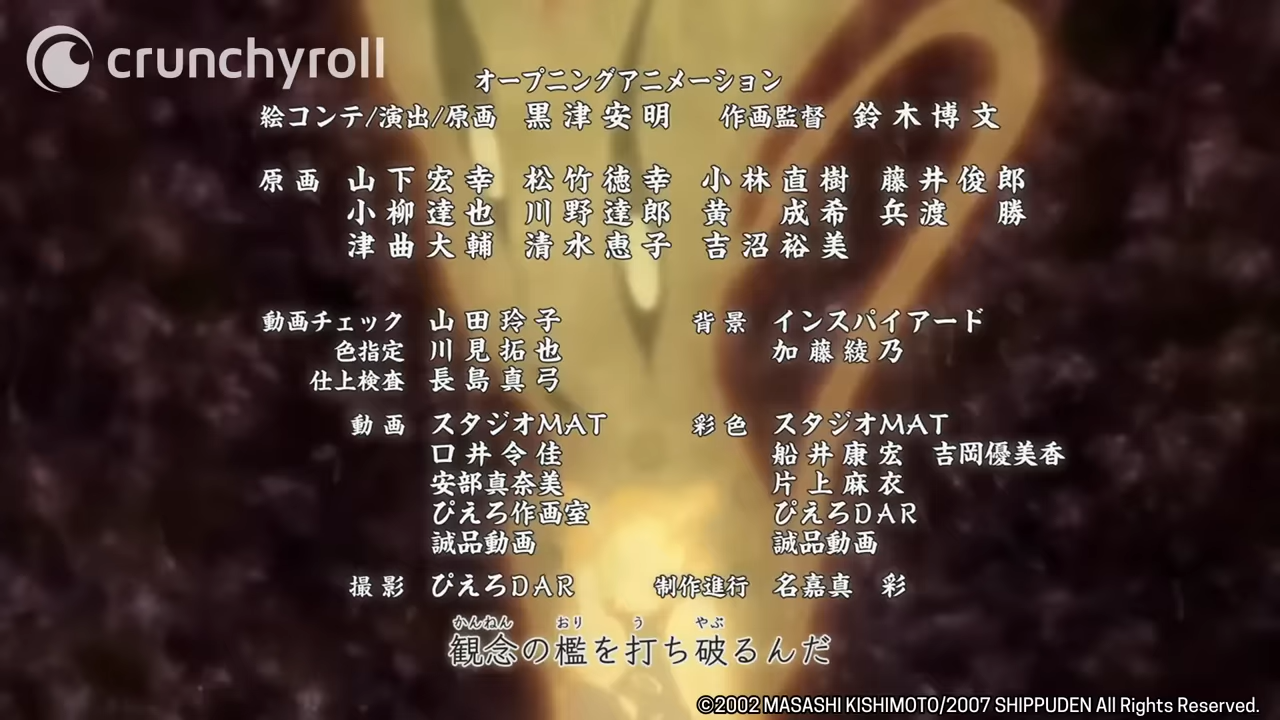 crunchyroll
オープニングアニメーション
絵コンテ/演出/原画 黒津安明 作画監督 鈴木博文
原画 山下宏幸 松竹徳幸 小林直樹 藤井俊郎
小柳達也 川野達郎 黄 成希 兵渡 勝
津曲大輔 清水恵子 吉沼裕美
動画チェック 山田玲子 背景 インスパイアード
色指定 川見拓也 加藤綾乃
仕上検査 長島真弓
動画 スタジオMAT 彩色 スタジオMAT
口井令佳 船井康宏 吉岡優美香
安部真奈美 片上麻衣
ぴえろ作画室 ぴえろDAR
誠品動画 誠品動画
撮影 ぴえろDAR 制作進行 名嘉真 彩
かんねん おり う やぶ
観念の檻を打ち破るんだ
©2002 MASASHI KISHIMOTO/2007 SHIPPUDEN All Rights Reserved.